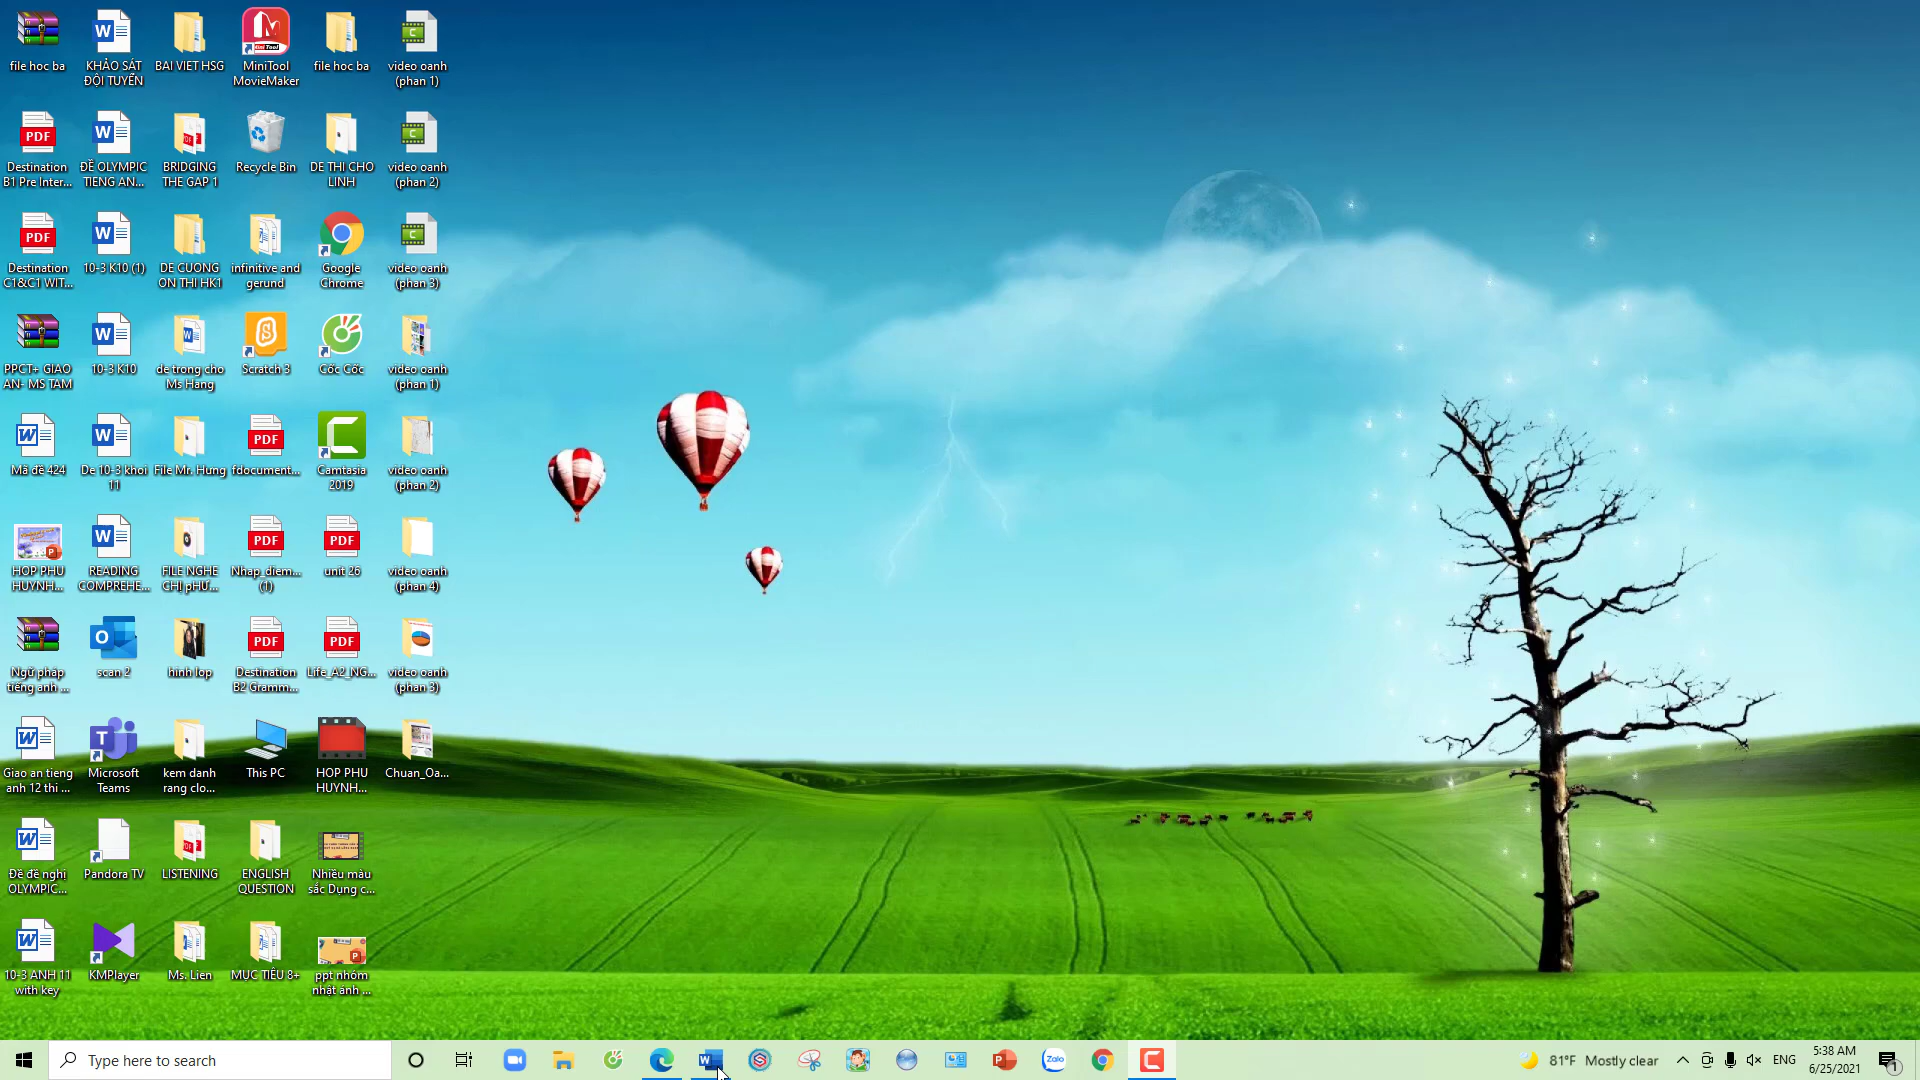 file hoc ba
KHẢO SÁT
ĐỘI TUYỂN
BAI VIET HSG
MiniTool
MovieMaker
file hoc ba
video oanh
(phan 1)
Destination
B1 Pre Inter...
ĐỀ OLYMPIC
TIENG AN...
BRIDGING
THE GAP 1
Recycle Bin
DE THI CHO
LINH
video oanh
(phan 2)
Destination
C1&C1 WIT...
10-3 K10 (1)
DE CUONG
ON THI HK1
infinitive and
gerund
Google
Chrome
video oanh
(phan 3)
PPCT+ GIAO
AN- MS TAM
10-3 K10
de trong cho
Ms Hang
Scratch 3
Cốc Cốc
video oanh
(phan 1)
Mã đề 424
De 10-3 khoi
11
File Mr. Hưng
fdocument...
Camtasia
2019
video oanh
(phan 2)
HOP PHU
HUYNH...
READING
COMPREHE...
FILE NGHE
CHỊ pHƯ...
Nhap_diem...
(1)
unit 26
video oanh
(phan 4)
Ngữ pháp
tiếng anh ...
scan 2
hinh lop
Destination
B2 Gramm...
Life_A2_NG...
video oanh
(phan 3)
Giao an tieng
anh 12 thi ...
Microsoft
Teams
kem danh
rang clo...
This PC
HOP PHU
HUYNH...
Chuan_Oa...
Đề đề nghị
OLYMPIC...
Pandora TV
LISTENING
ENGLISH
QUESTION
Nhiều màu
sắc Dụng c...
10-3 ANH 11
with key
KMPlayer
Ms. Lien
MỤC TIÊU 8+
ppt nhóm
nhật ánh ...
Type here to search
81°F Mostly clear
ENG
5:38 AM
6/25/2021